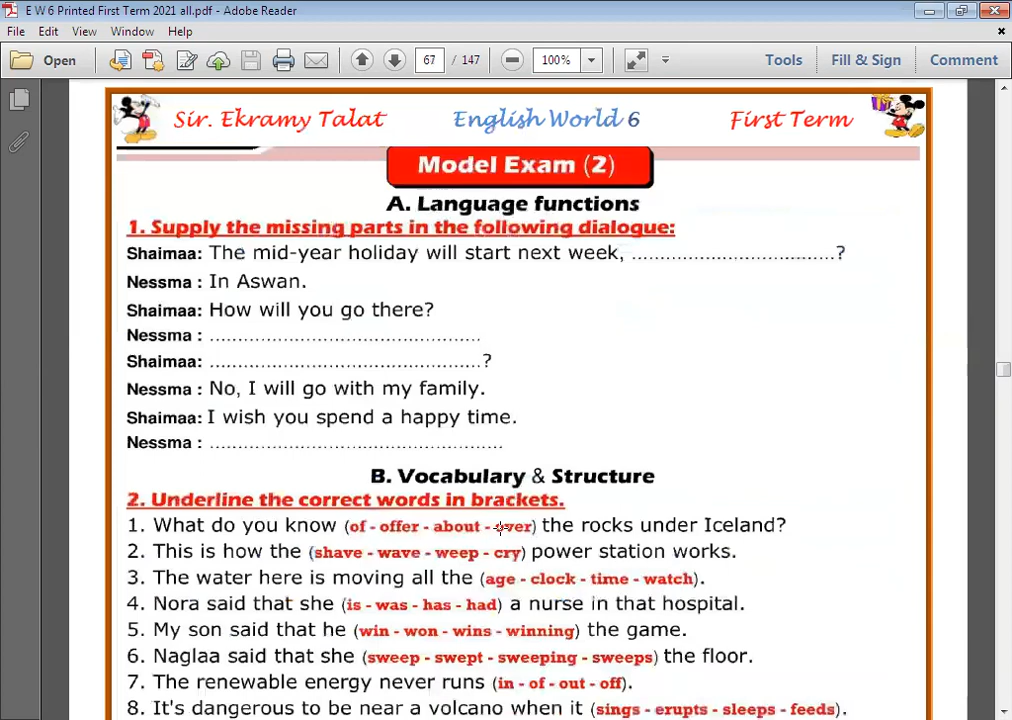 E W 6 Printed First Term 2021 all.pdf - Adobe Reader
File Edit View Window Help
Open 67 / 147 100% Tools Fill & Sign Comment
Sir. Ekramy Talat English World 6 First Term
Model Exam (2)
A. Language functions
1. Supply the missing parts in the following dialogue:
Shaimaa: The mid-year holiday will start next week, ....................................?
Nessma : In Aswan.
Shaimaa: How will you go there?
Nessma : ................................................
Shaimaa: ................................................?
Nessma : No, I will go with my family.
Shaimaa: I wish you spend a happy time.
Nessma : ....................................................
B. Vocabulary & Structure
2. Underline the correct words in brackets.
1. What do you know (of - offer - about - over) the rocks under Iceland?
2. This is how the (shave - wave - weep - cry) power station works.
3. The water here is moving all the (age - clock - time - watch).
4. Nora said that she (is - was - has - had) a nurse in that hospital.
5. My son said that he (win - won - wins - winning) the game.
6. Naglaa said that she (sweep - swept - sweeping - sweeps) the floor.
7. The renewable energy never runs (in - of - out - off).
8. It's dangerous to be near a volcano when it (sings - erupts - sleeps - feeds).